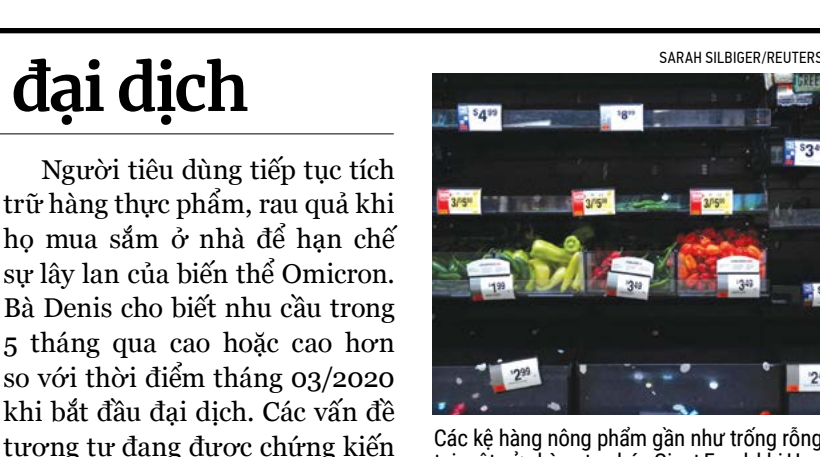 đại dịch
Người tiêu dùng tiếp tục tích
trữ hàng thực phẩm, rau quả khi
họ mua sắm ở nhà để hạn chế
sự lây lan của biến thể Omicron.
Bà Denis cho biết nhu cầu trong
5 tháng qua cao hoặc cao hơn
so với thời điểm tháng 03/2020
khi bắt đầu đại dịch. Các vấn đề
tương tự đang được chứng kiến
SARAH SILBIGER/REUTERS
$4.99
$8.99
3/$5.00
3/$5.00
3/$5.00
$1.99
$3.49
$3.49
$2.99
Các kệ hàng nông phẩm gần như trống rỗng